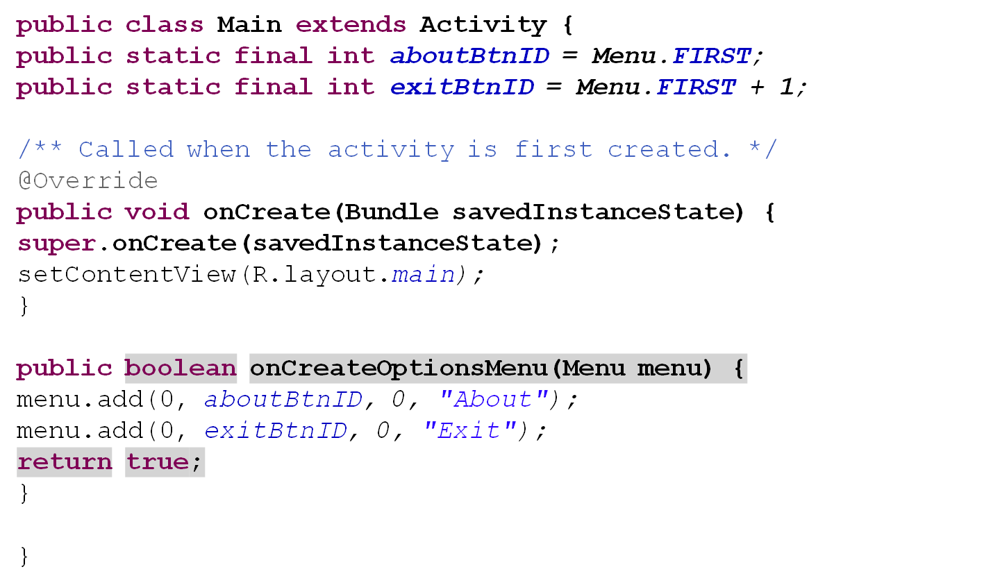 public class Main extends Activity {
public static final int aboutBtnID = Menu.FIRST;
public static final int exitBtnID = Menu.FIRST + 1;
/** Called when the activity is first created. */
@Override
public void onCreate(Bundle savedInstanceState) {
super.onCreate(savedInstanceState);
setContentView(R.layout.main);
}
public boolean onCreateOptionsMenu(Menu menu) {
menu.add(0, aboutBtnID, 0, "About");
menu.add(0, exitBtnID, 0, "Exit");
return true;
}
}